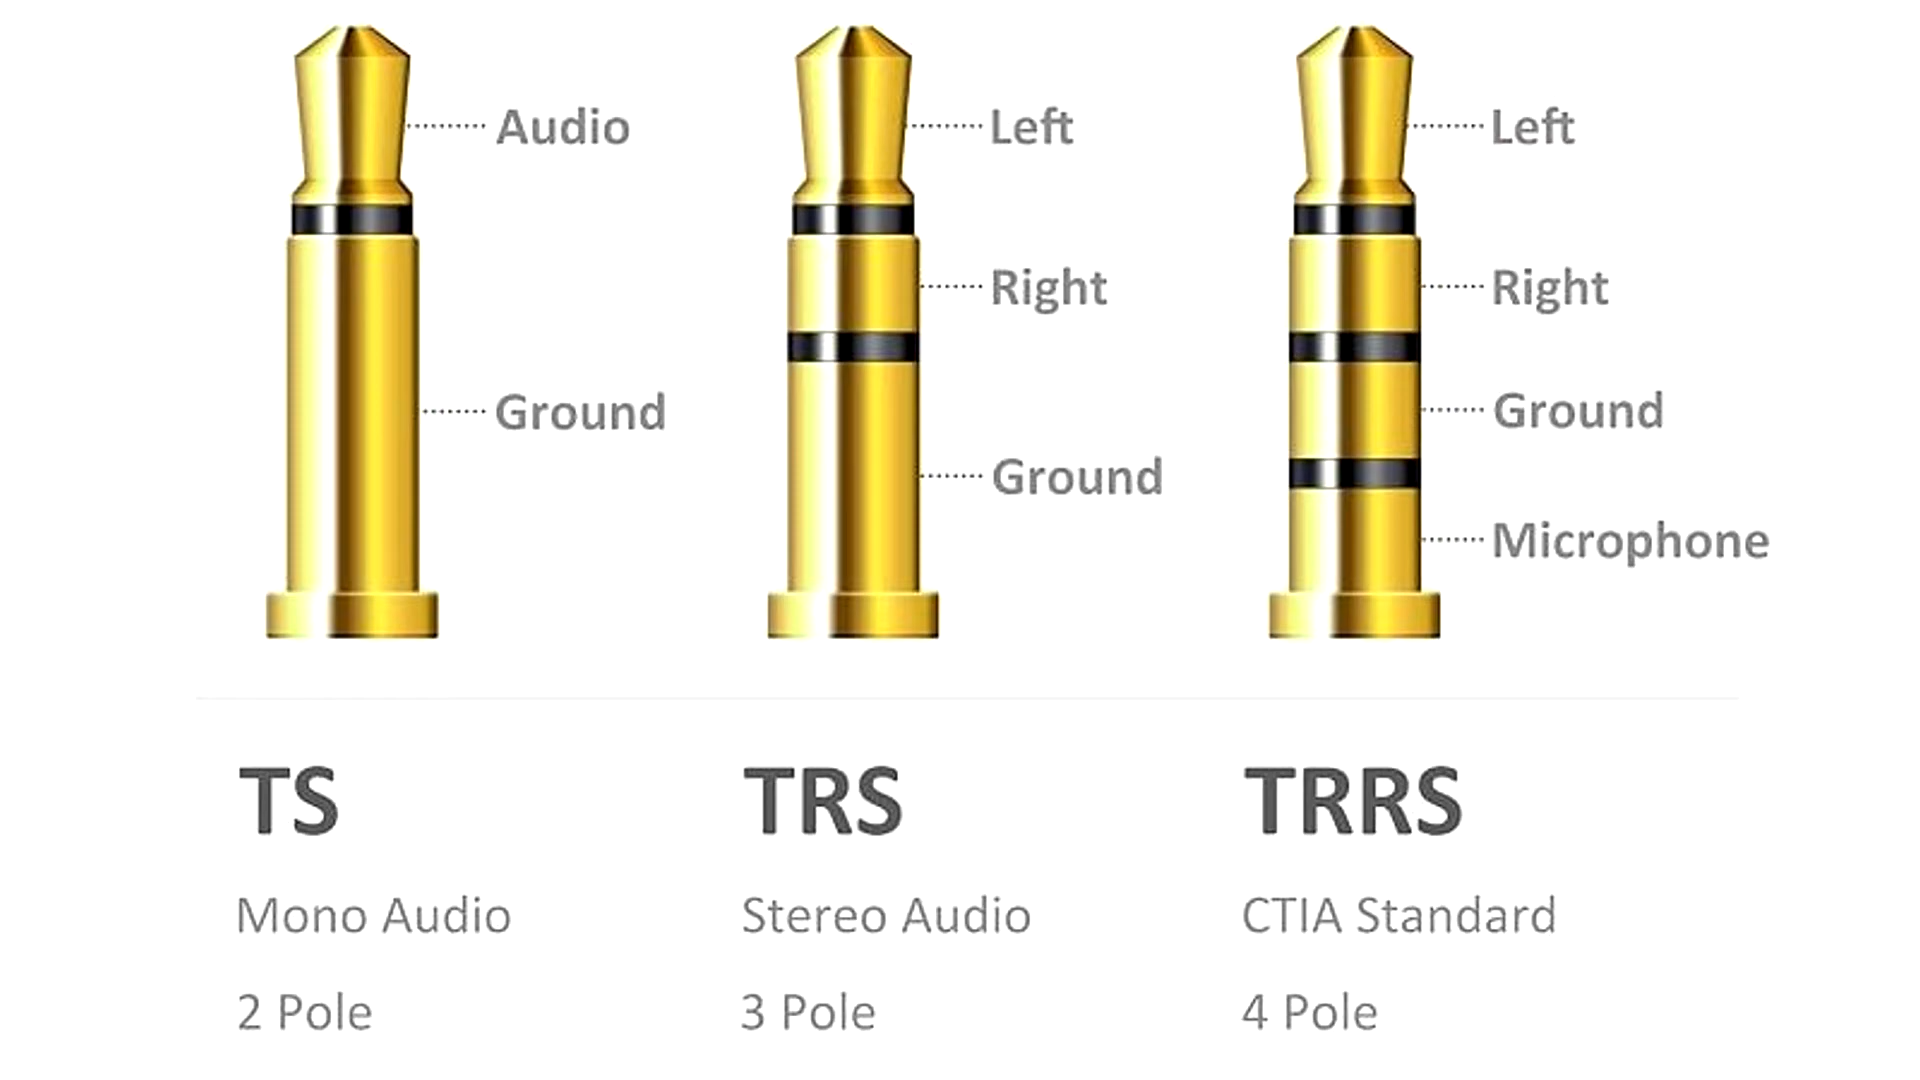 Audio
Ground
Left
Right
Ground
Left
Right
Ground
Microphone
TS
Mono Audio
2 Pole
TRS
Stereo Audio
3 Pole
TRRS
CTIA Standard
4 Pole